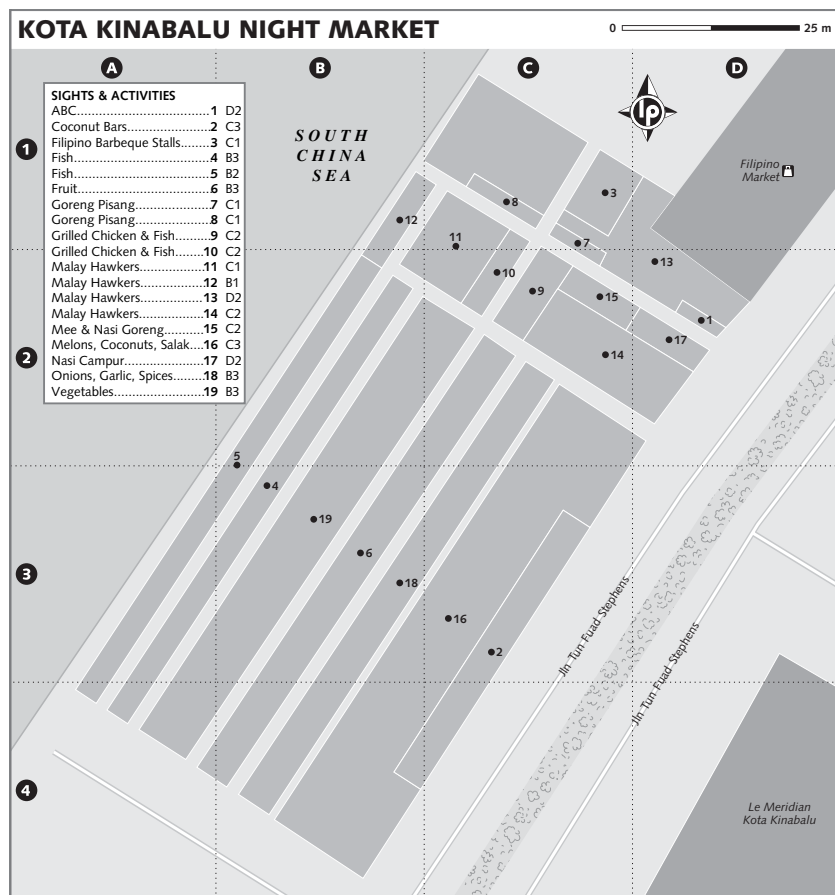 KOTA KINABALU NIGHT MARKET
0 25 m
A B C D
SIGHTS & ACTIVITIES
ABC..................................1 D2
Coconut Bars.....................2 C3
Filipino Barbeque Stalls........3 C1
Fish..................................4 B3
Fish..................................5 B2
Fruit.................................6 B3
Goreng Pisang...................7 C1
Goreng Pisang...................8 C1
Grilled Chicken & Fish.........9 C2
Grilled Chicken & Fish.......10 C2
Malay Hawkers.................11 C1
Malay Hawkers.................12 B1
Malay Hawkers.................13 D2
Malay Hawkers.................14 C2
Mee & Nasi Goreng...........15 C2
Melons, Coconuts, Salak....16 C3
Nasi Campur....................17 D2
Onions, Garlic, Spices........18 B3
Vegetables.......................19 B3
1
2
3
4
SOUTH
CHINA
SEA
lp
Filipino
Market
3
8
12
11
7
13
10
9
15
1
17
14
5
4
19
6
18
16
2
Jln Tun Fuad Stephens
Jln Tun Fuad Stephens
Le Meridian
Kota Kinabalu